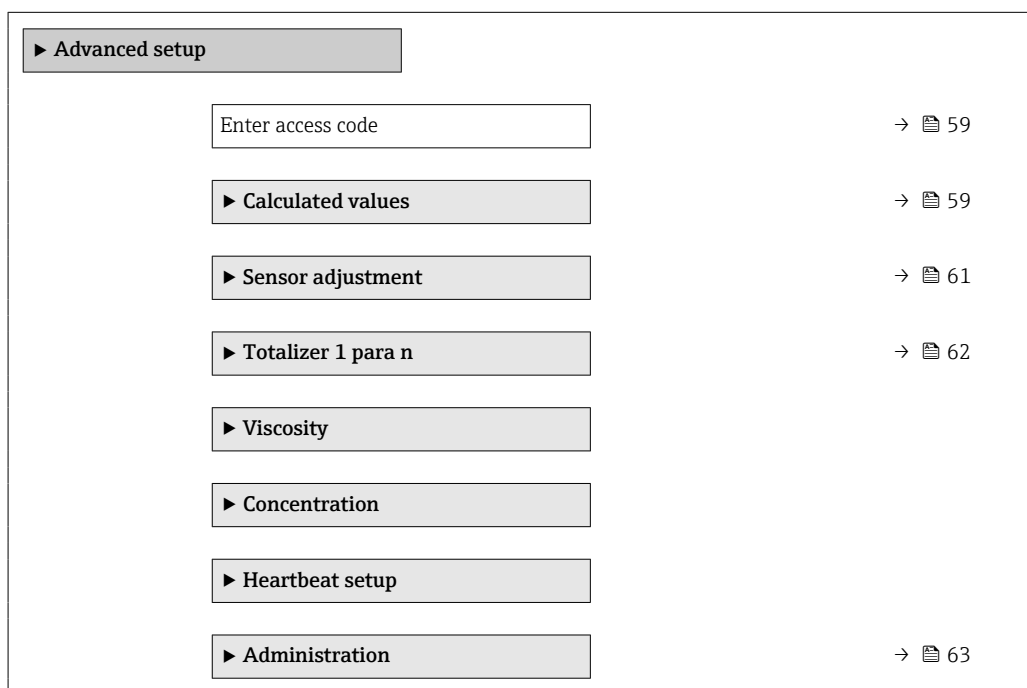 ▶ Advanced setup
Enter access code → 59
▶ Calculated values → 59
▶ Sensor adjustment → 61
▶ Totalizer 1 para n → 62
▶ Viscosity
▶ Concentration
▶ Heartbeat setup
▶ Administration → 63